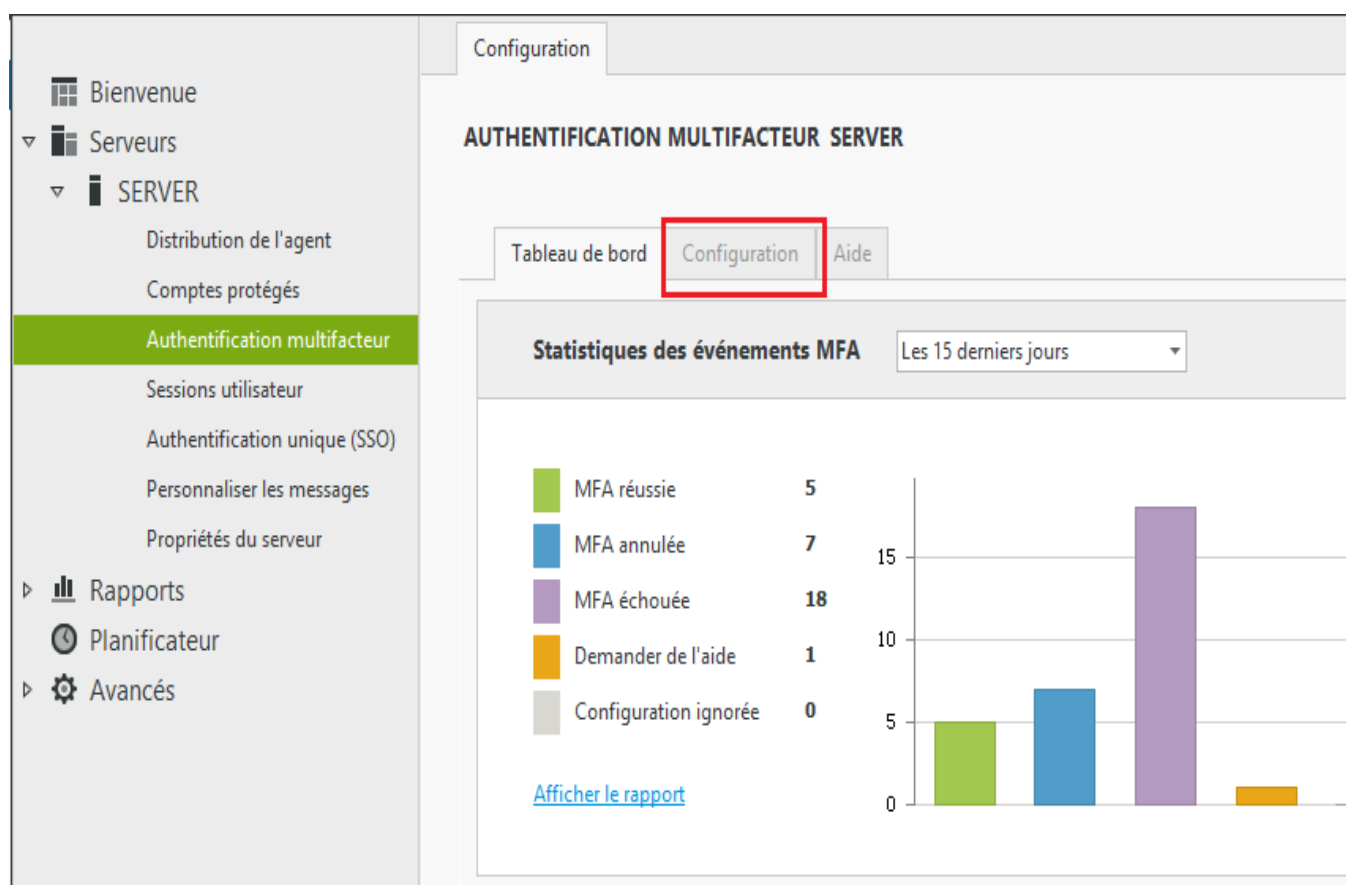 Configuration
Bienvenue
Serveurs
SERVER
Distribution de l'agent
Comptes protégés
Authentification multifacteur
Sessions utilisateur
Authentification unique (SSO)
Personnaliser les messages
Propriétés du serveur
Rapports
Planificateur
Avancés
AUTHENTIFICATION MULTIFACTEUR SERVER
Tableau de bord Configuration Aide
Statistiques des événements MFA Les 15 derniers jours
MFA réussie 5
MFA annulée 7
MFA échouée 18
Demander de l'aide 1
Configuration ignorée 0
Afficher le rapport
15
10
5
0